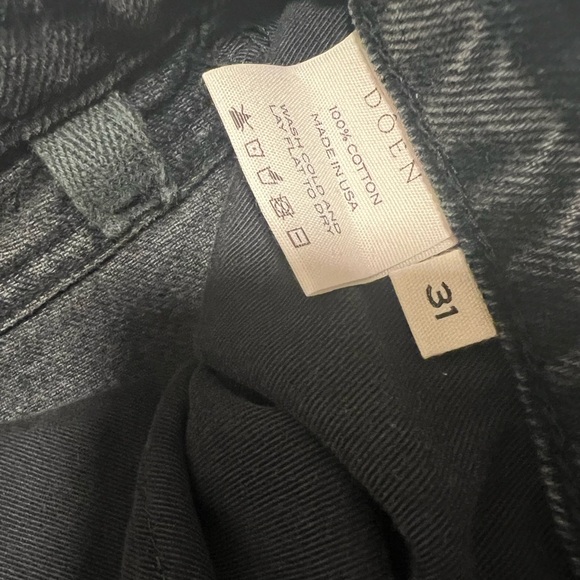 DÔEN
100% COTTON
MADE IN USA
WASH COLD AND
LAY FLAT TO DRY
31